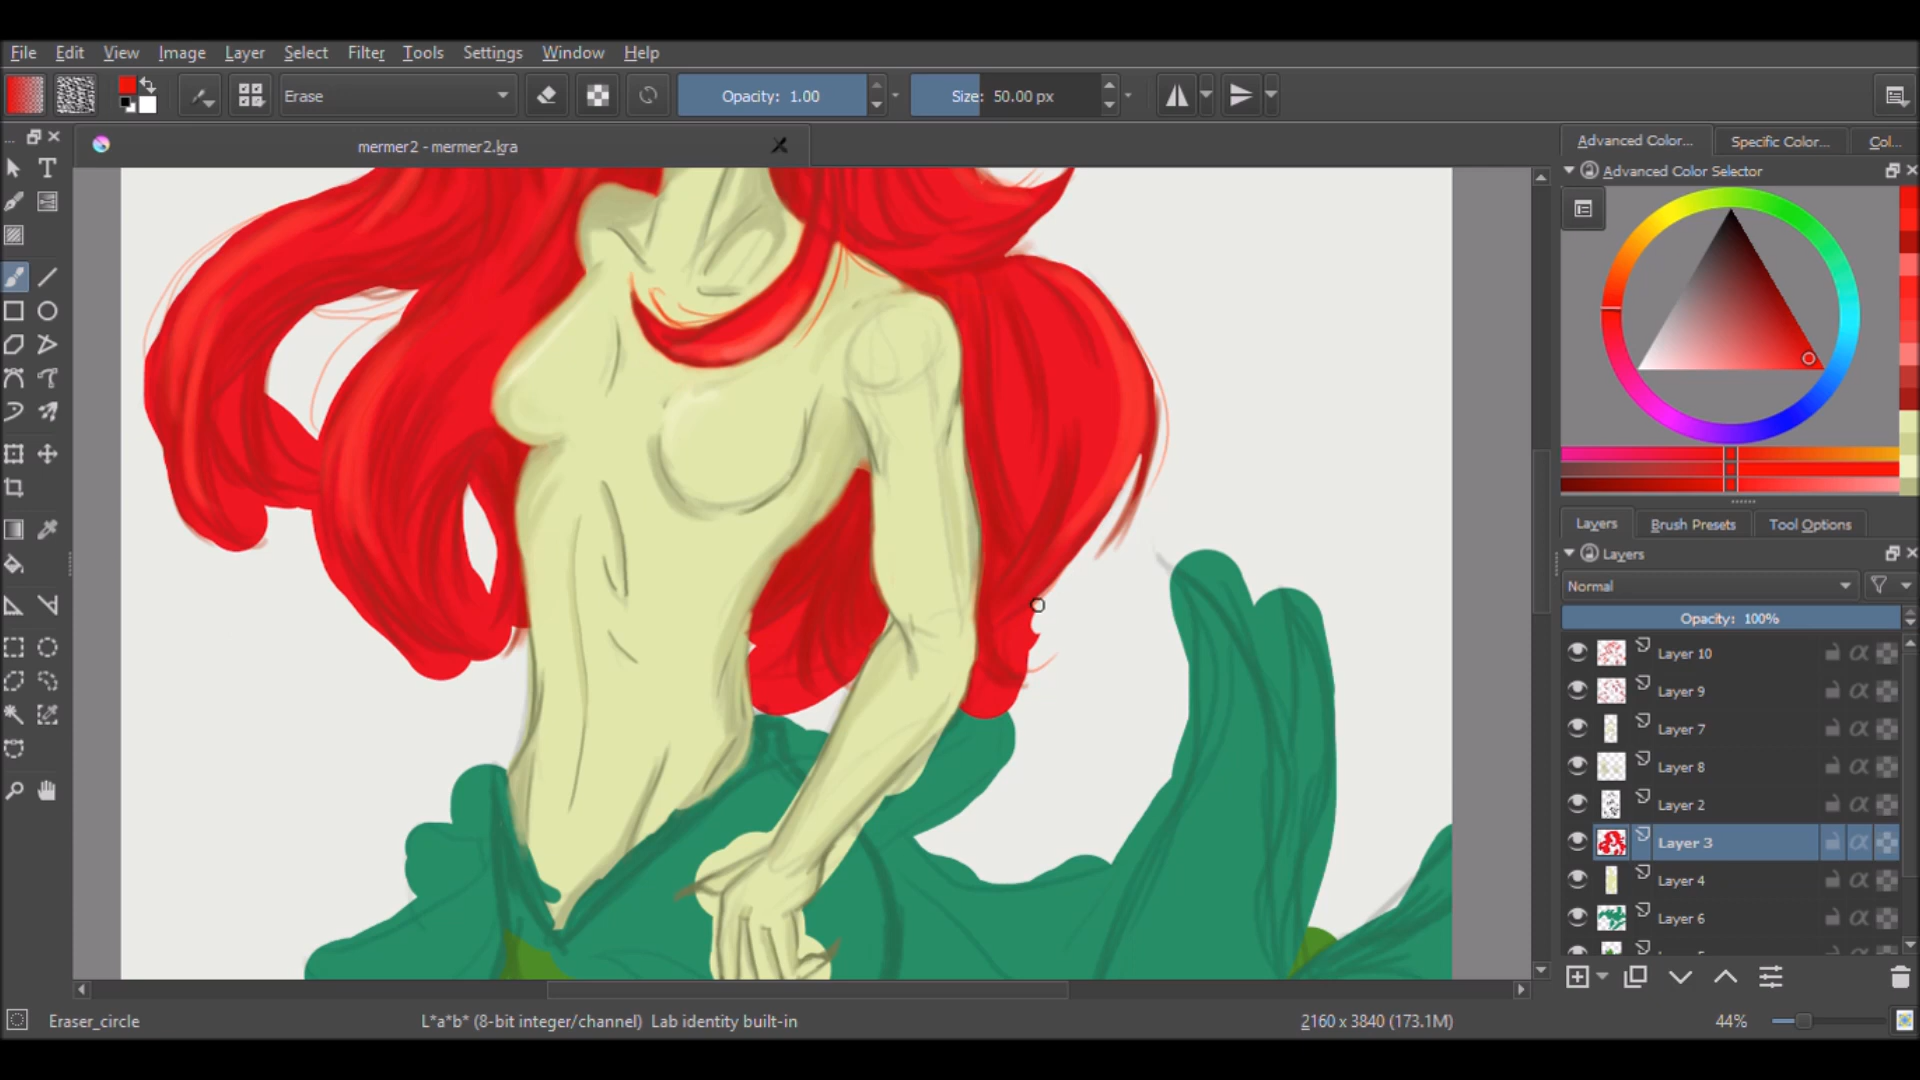 File Edit View Image Layer Select Filter Tools Settings Window Help
Erase Opacity: 1.00 Size: 50.00 px
... mermer2 - mermer2.kra
T
Advanced Color... Specific Color... Col...
Advanced Color Selector
Layers Brush Presets Tool Options
Layers
Normal
Opacity: 100%
Layer 10
Layer 9
Layer 7
Layer 8
Layer 2
Layer 3
Layer 4
Layer 6
Eraser_circle L*a*b* (8-bit integer/channel) Lab identity built-in 2160 x 3840 (173.1M) 44%